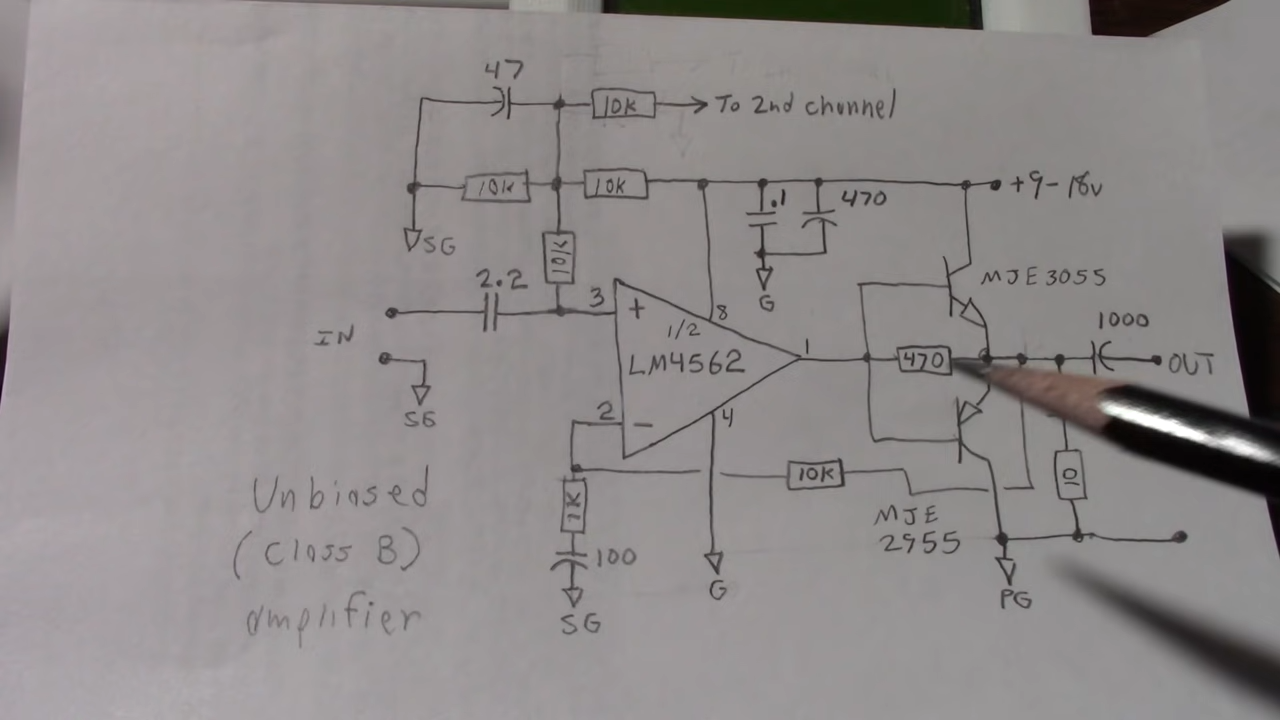 47
10K
To 2nd channel
10K
10K
+9-18v
.1
470
SG
10K
G
MJE3055
2.2
3
+
8
1/2
IN
LM4562
1
470
1000
OUT
SG
2
-
4
10K
10
Unbiased
(Class B)
amplifier
1K
100
SG
G
MJE
2955
PG